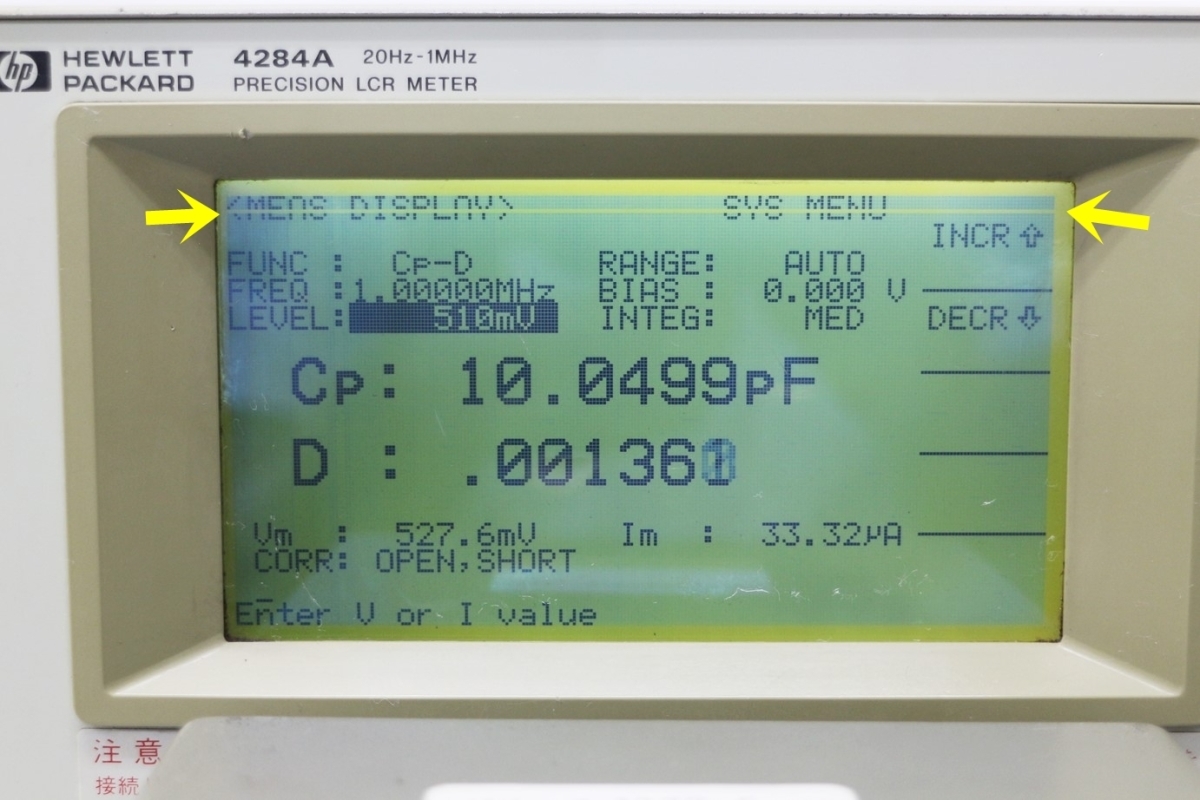 hp HEWLETT PACKARD
4284A 20Hz-1MHz
PRECISION LCR METER
<MEAS DISPLAY> SYS MENU
INCR ⇧
FUNC : Cp-D RANGE: AUTO
FREQ :1.00000MHz BIAS : 0.000 V
LEVEL: 510mV INTEG: MED
DECR ⇩
Cp: 10.0499pF
D : .00136
Vm : 527.6mV Im : 33.32µA
CORR: OPEN,SHORT
Enter V or I value
注意
接続